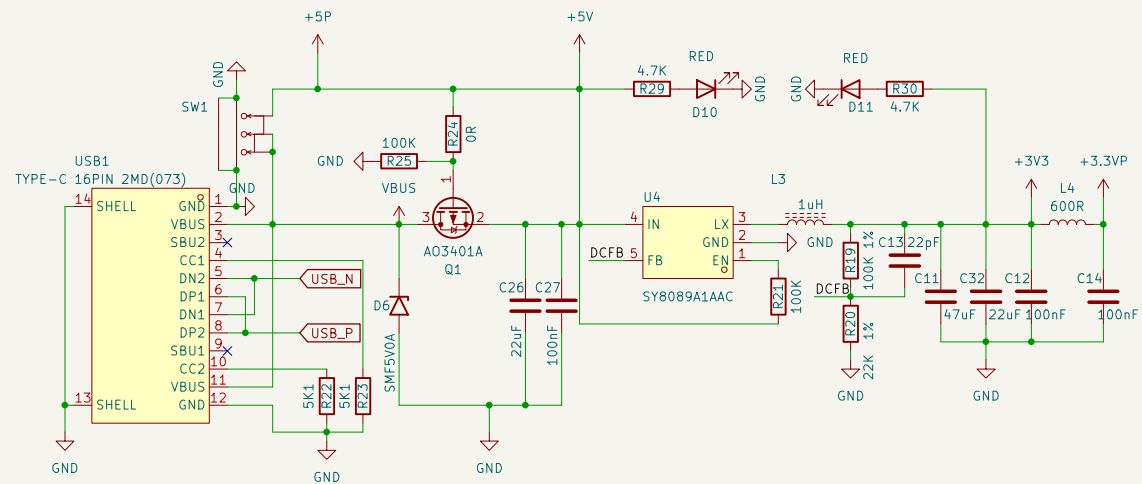 +5P
+5V
GND
RED
RED
4.7K
R29
D10
GND
GND
D11
R30
4.7K
SW1
R24
0R
100K
R25
GND
1
USB1
TYPE-C 16PIN 2MD(073)
GND
VBUS
+3V3
+3.3VP
14 SHELL
GND 1
VBUS 2
SBU2 3
CC1 4
DN2 5
DP1 6
DN1 7
DP2 8
SBU1 9
CC2 10
VBUS 11
13 SHELL
GND 12
USB_N
USB_P
3
2
AO3401A
Q1
U4
4 IN
LX 3
GND 2
5 FB
EN 1
SY8089A1AAC
DCFB
L3
1uH
GND
L4
600R
R19
100K 1%
C13
22pF
DCFB
R20
22K 1%
R21
100K
C11
47uF
C32
22uF
C12
100nF
C14
100nF
D6
SMF5V0A
C26
22uF
C27
100nF
5K1
R22
5K1
R23
GND
GND
GND
GND
GND